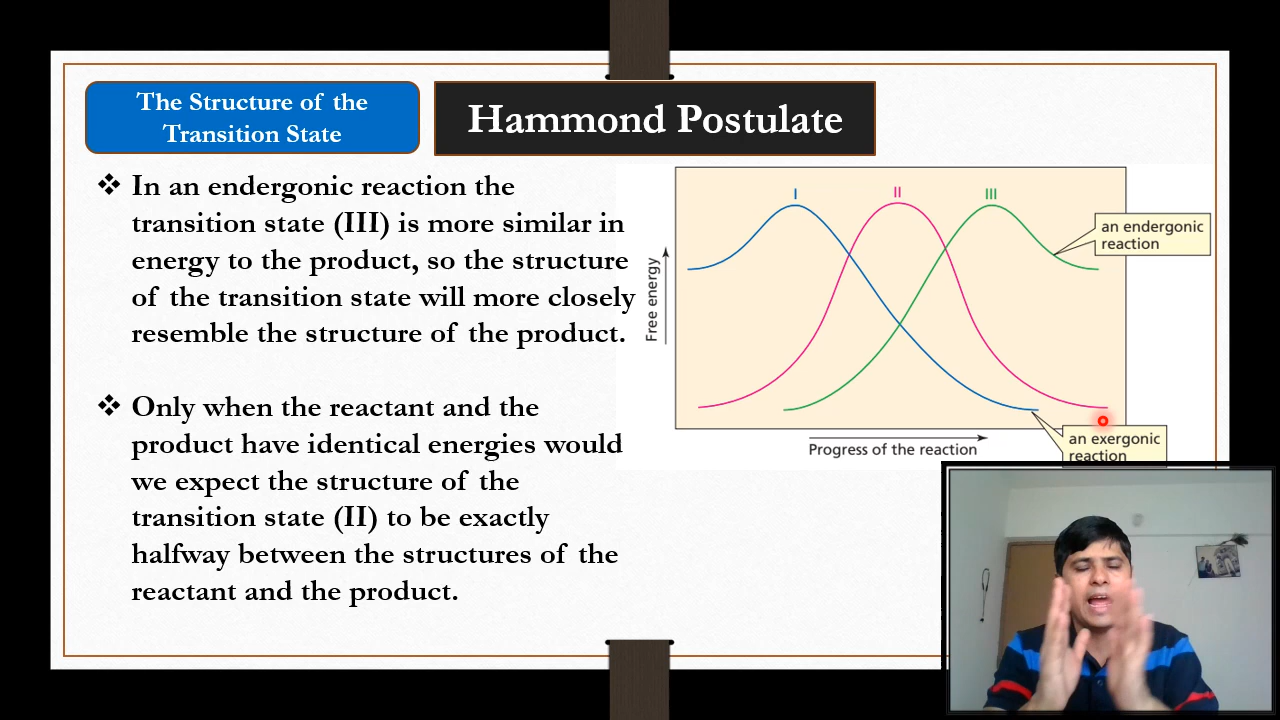 The Structure of the
Transition State
Hammond Postulate
❖ In an endergonic reaction the
transition state (III) is more similar in
energy to the product, so the structure
of the transition state will more closely
resemble the structure of the product.
❖ Only when the reactant and the
product have identical energies would
we expect the structure of the
transition state (II) to be exactly
halfway between the structures of the
reactant and the product.
I
II
III
an endergonic
reaction
Free energy
Progress of the reaction
an exergonic
reaction